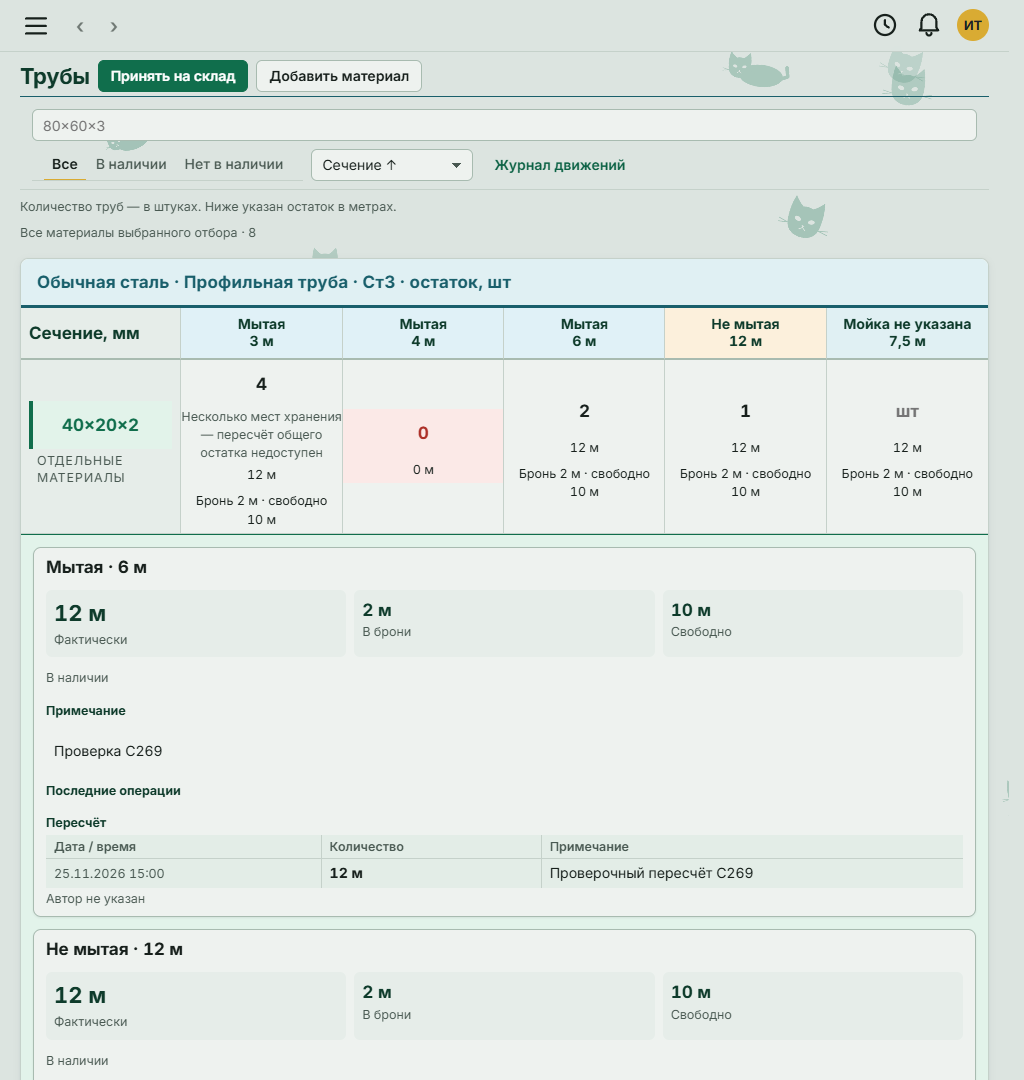 ИТ
Трубы
Принять на склад
Добавить материал
80×60×3
Все
В наличии
Нет в наличии
Сечение ↑
Журнал движений
Количество труб — в штуках. Ниже указан остаток в метрах.
Все материалы выбранного отбора · 8
Обычная сталь · Профильная труба · Ст3 · остаток, шт
Сечение, мм
Мытая
3 м
Мытая
4 м
Мытая
6 м
Не мытая
12 м
Мойка не указана
7,5 м
40×20×2
ОТДЕЛЬНЫЕ
МАТЕРИАЛЫ
4
Несколько мест хранения
— пересчёт общего
остатка недоступен
12 м
Бронь 2 м · свободно
10 м
0
0 м
2
12 м
Бронь 2 м · свободно
10 м
1
12 м
Бронь 2 м · свободно
10 м
шт
12 м
Бронь 2 м · свободно
10 м
Мытая · 6 м
12 м
Фактически
2 м
В брони
10 м
Свободно
В наличии
Примечание
Проверка С269
Последние операции
Пересчёт
Дата / время
Количество
Примечание
25.11.2026 15:00
12 м
Проверочный пересчёт С269
Автор не указан
Не мытая · 12 м
12 м
Фактически
2 м
В брони
10 м
Свободно
В наличии